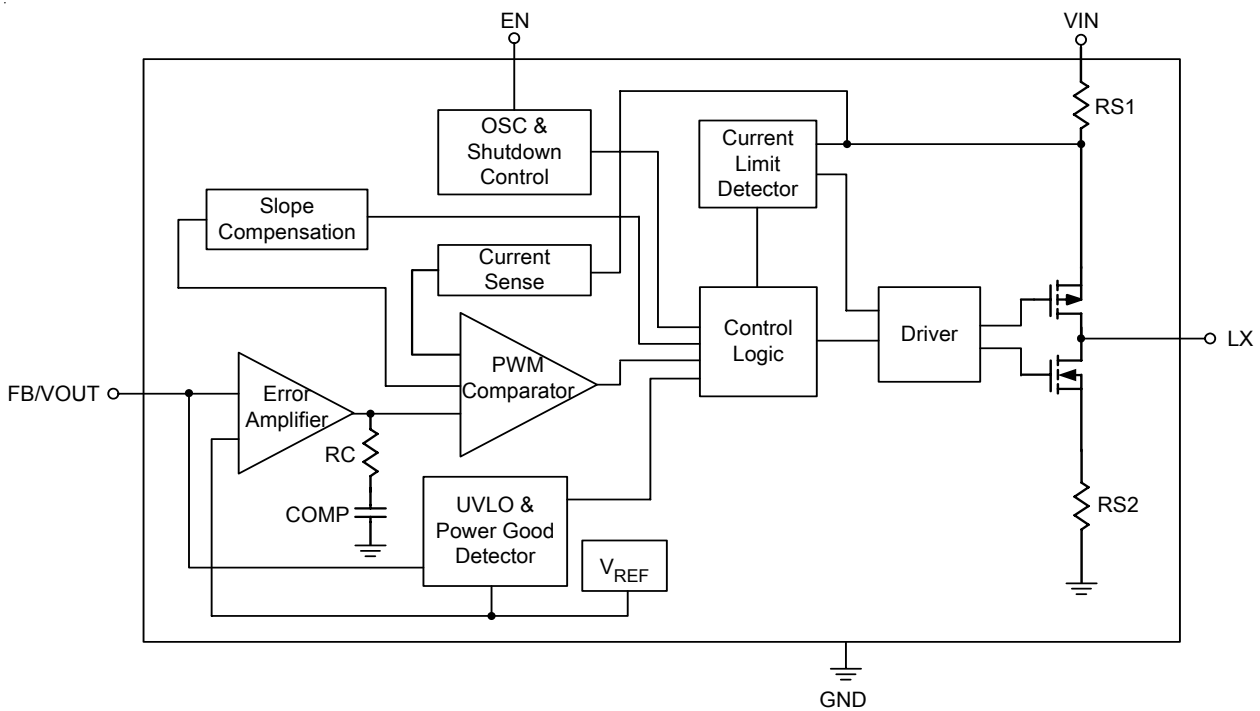 EN
VIN
RS1
OSC &
Shutdown
Control
Current
Limit
Detector
Slope
Compensation
Current
Sense
Control
Logic
Driver
LX
PWM
Comparator
FB/VOUT
Error
Amplifier
RC
COMP
UVLO &
Power Good
Detector
VREF
RS2
GND